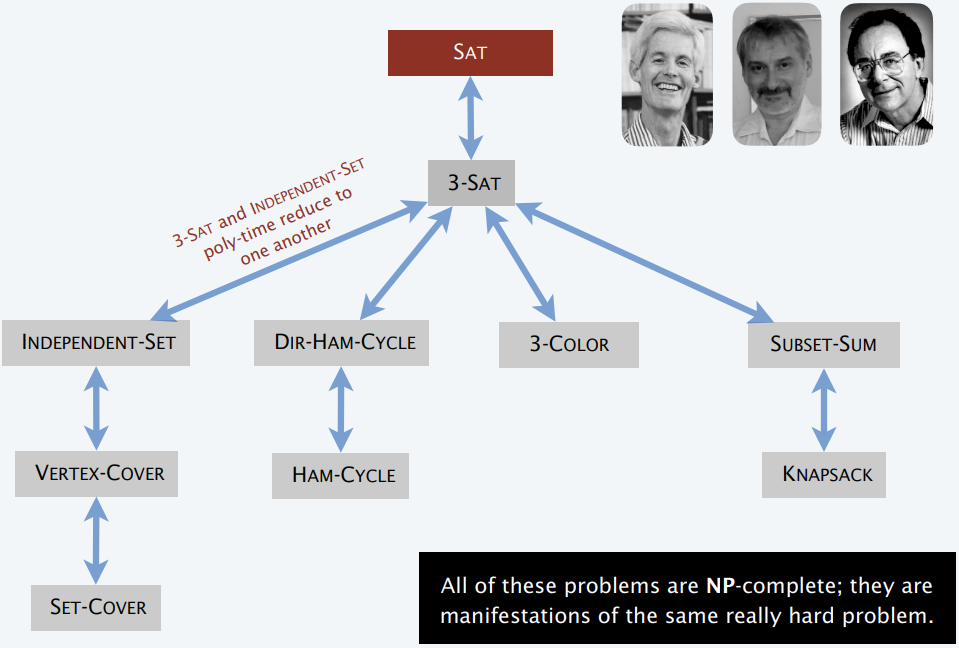 SAT
3-SAT
3-SAT and INDEPENDENT-SET
poly-time reduce to
one another
INDEPENDENT-SET
DIR-HAM-CYCLE
3-COLOR
SUBSET-SUM
VERTEX-COVER
HAM-CYCLE
KNAPSACK
SET-COVER
All of these problems are NP-complete; they are
manifestations of the same really hard problem.